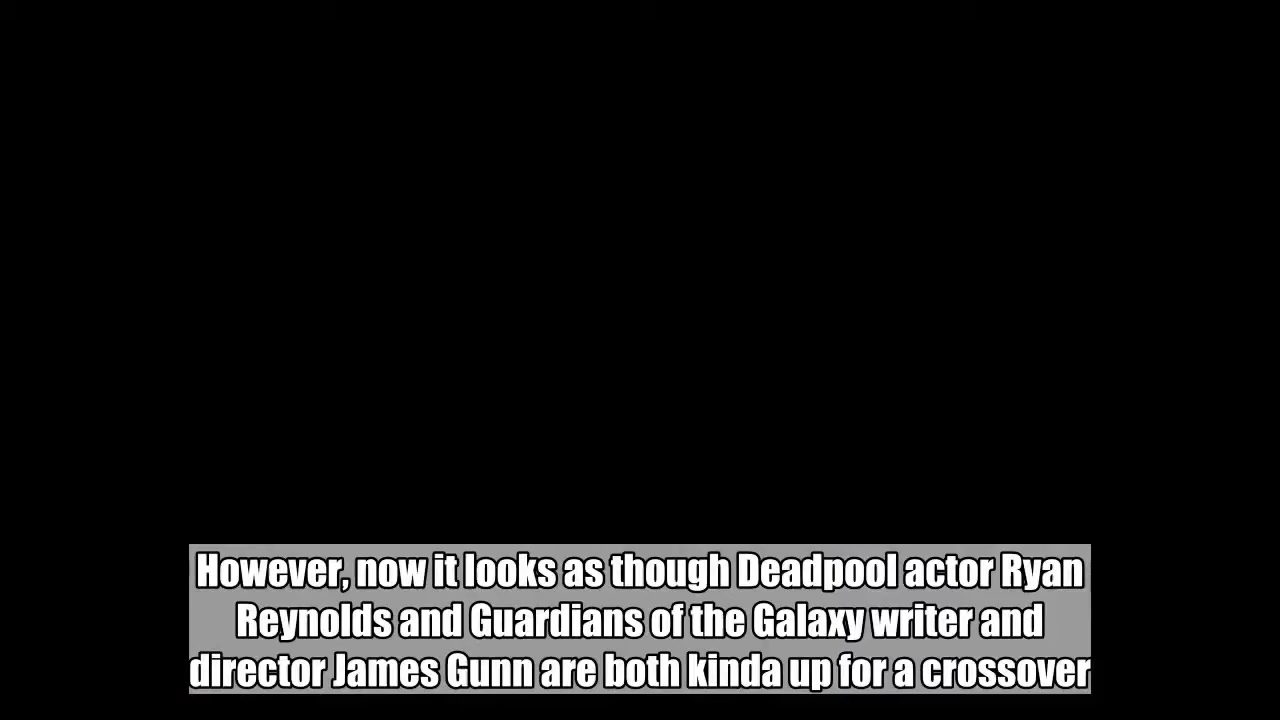 However, now it looks as though Deadpool actor Ryan
Reynolds and Guardians of the Galaxy writer and
director James Gunn are both kinda up for a crossover